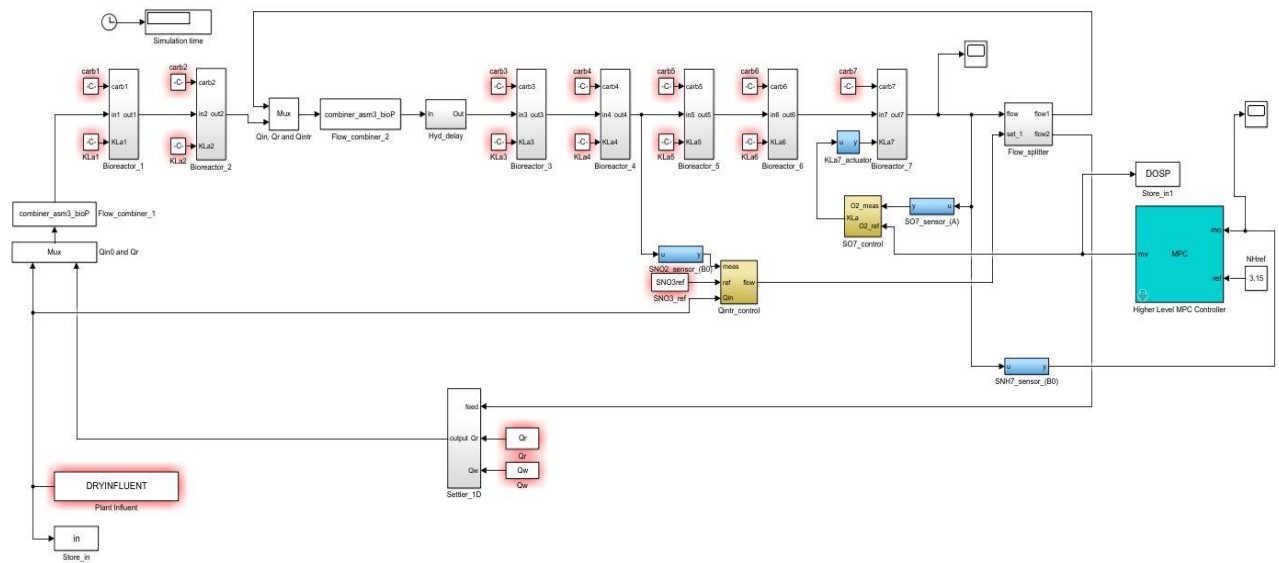 Simulation time
carb1
-C-
carb1
in1 out1
-C-
KLa1
KLa1
Bioreactor_1
carb2
-C-
carb2
in2 out2
-C-
KLa2
KLa2
Bioreactor_2
Mux
Qin, Qr and Qintr
combiner_asm3_bioP
Flow_combiner_2
In Out
Hyd_delay
carb3
-C-
carb3
in3 out3
-C-
KLa3
KLa3
Bioreactor_3
carb4
-C-
carb4
in4 out4
-C-
KLa4
KLa4
Bioreactor_4
carb5
-C-
carb5
in5 out5
-C-
KLa5
KLa5
Bioreactor_5
carb6
-C-
carb6
in6 out6
-C-
KLa6
KLa6
Bioreactor_6
carb7
-C-
carb7
in7 out7
u y
KLa7
KLa7_actuator
Bioreactor_7
flow flow1
set_1 flow2
Flow_splitter
DOSP
Store_in1
combiner_asm3_bioP
Flow_combiner_1
Mux
Qin0 and Qr
O2_meas
KLa
O2_ref
SO7_control
y u
SO7_sensor_(A)
u y
SNO2_sensor_(B0)
SNO3ref
SNO3_ref
meas
ref flow
Qin
Qintr_control
mo
mv MPC
ref
Higher Level MPC Controller
NHref
3.15
u y
SNH7_sensor_(B0)
feed
output Qr
Qw
Settler_1D
Qr
Qr
Qw
Qw
DRYINFLUENT
Plant Influent
in
Store_in